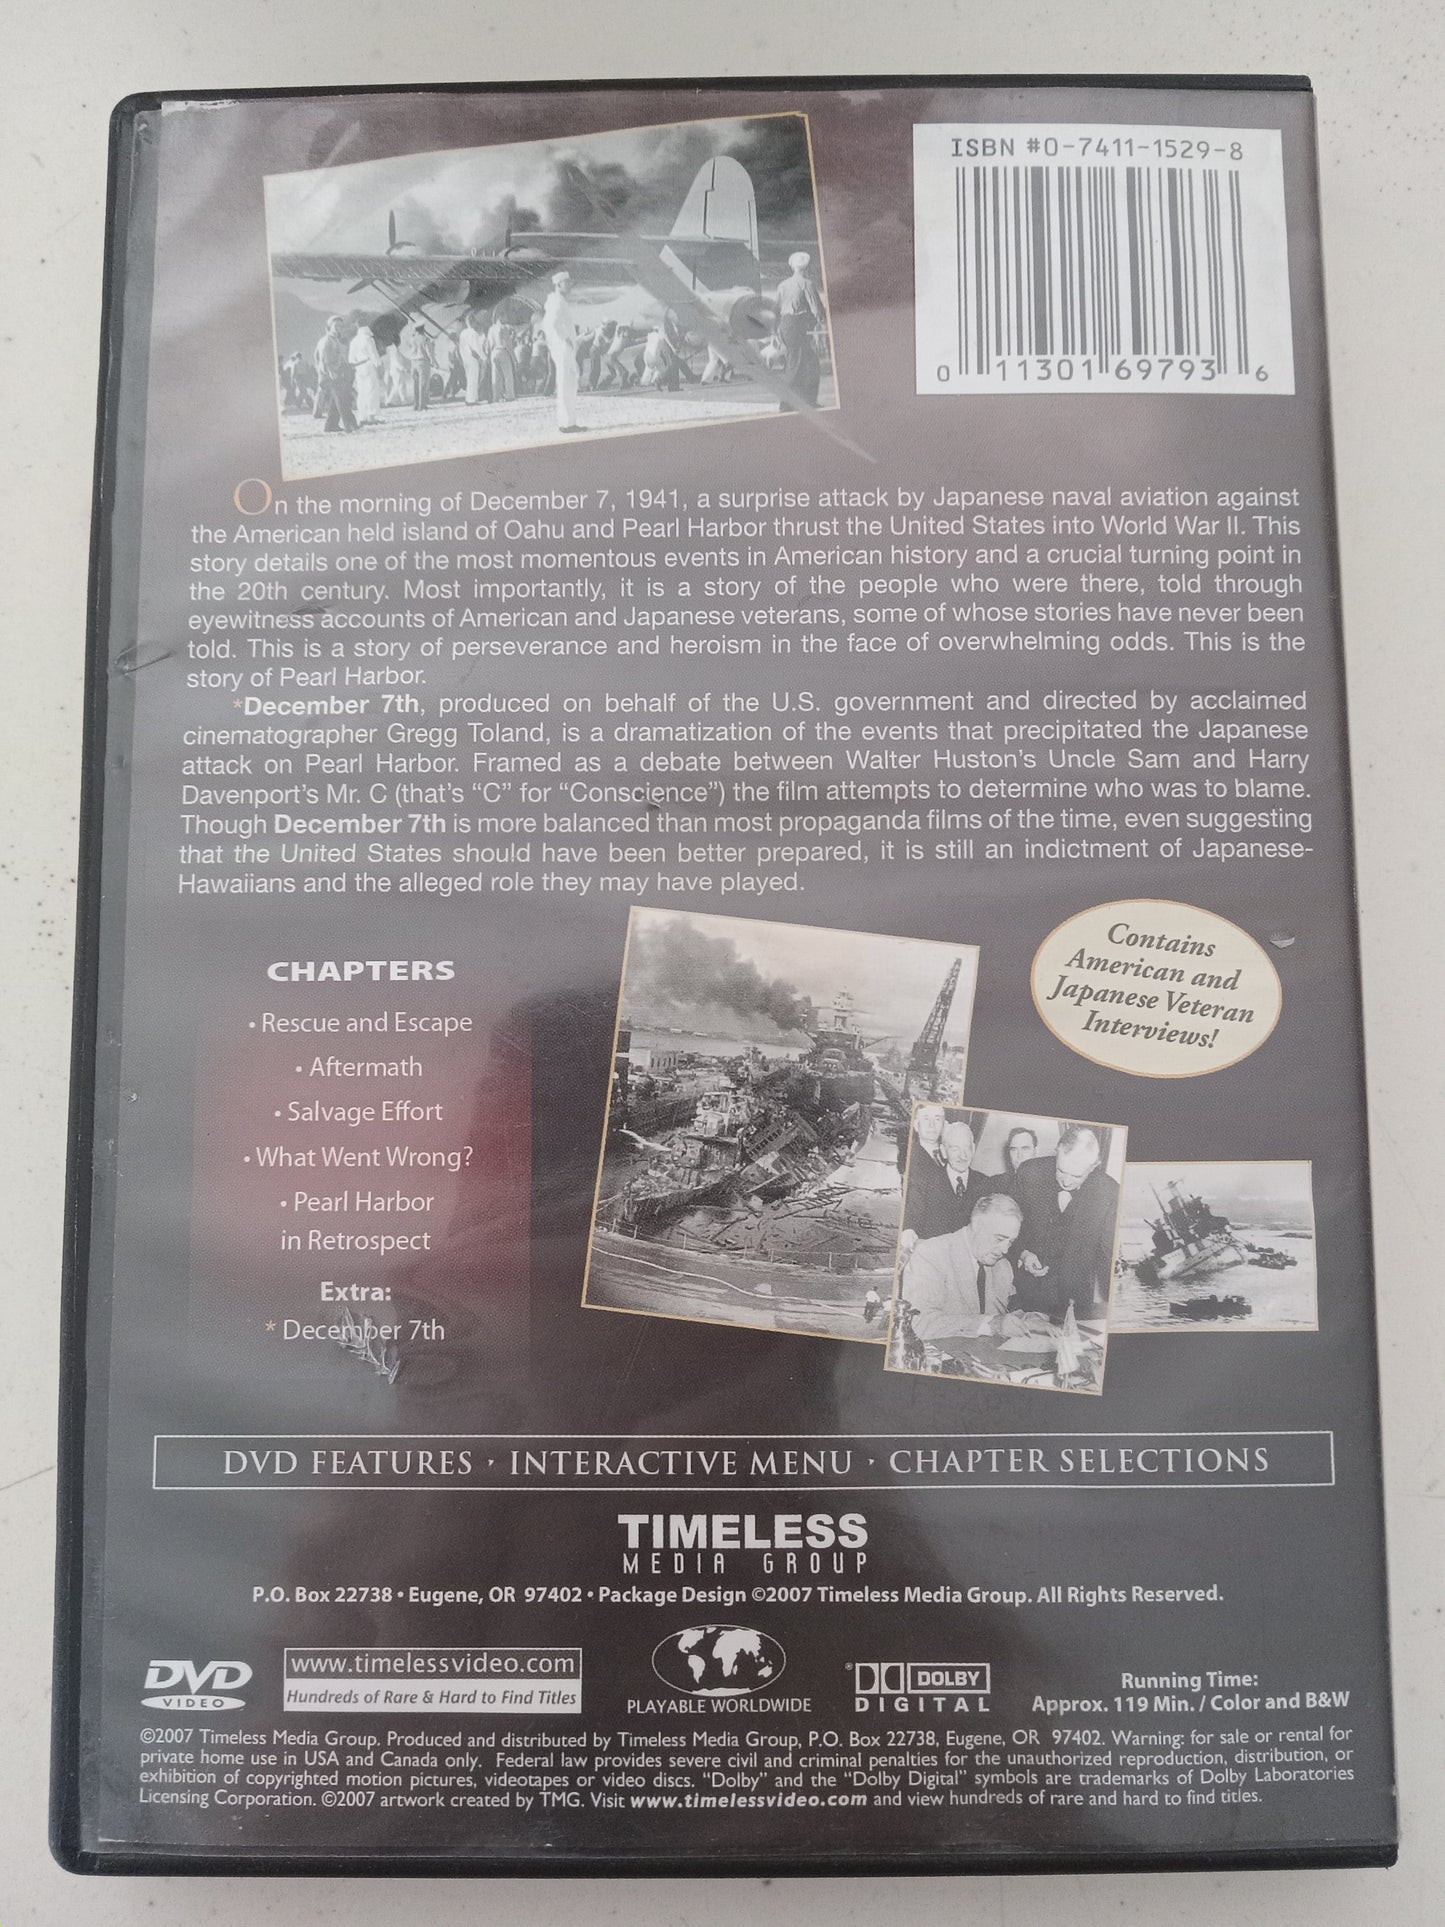 ISBN #0-7411-1529-8
0 11301 69793 6
On the morning of December 7, 1941, a surprise attack by Japanese naval aviation against
the American held island of Oahu and Pearl Harbor thrust the United States into World War II. This
story details one of the most momentous events in American history and a crucial turning point in
the 20th century. Most importantly, it is a story of the people who were there, told through
eyewitness accounts of American and Japanese veterans, some of whose stories have never been
told. This is a story of perseverance and heroism in the face of overwhelming odds. This is the
story of Pearl Harbor.
*December 7th, produced on behalf of the U.S. government and directed by acclaimed
cinematographer Gregg Toland, is a dramatization of the events that precipitated the Japanese
attack on Pearl Harbor. Framed as a debate between Walter Huston's Uncle Sam and Harry
Davenport's Mr. C (that's "C" for "Conscience") the film attempts to determine who was to blame.
Though December 7th is more balanced than most propaganda films of the time, even suggesting
that the United States should have been better prepared, it is still an indictment of Japanese-
Hawaiians and the alleged role they may have played.
Contains
American and
Japanese Veteran
Interviews!
CHAPTERS
• Rescue and Escape
• Aftermath
• Salvage Effort
• What Went Wrong?
• Pearl Harbor
in Retrospect
Extra:
* December 7th
DVD FEATURES · INTERACTIVE MENU · CHAPTER SELECTIONS
TIMELESS
MEDIA GROUP
P.O. Box 22738 • Eugene, OR 97402 • Package Design ©2007 Timeless Media Group. All Rights Reserved.
DVD
VIDEO
www.timelessvideo.com
Hundreds of Rare & Hard to Find Titles
PLAYABLE WORLDWIDE
® DOLBY
DIGITAL
Running Time:
Approx. 119 Min. / Color and B&W
©2007 Timeless Media Group. Produced and distributed by Timeless Media Group, P.O. Box 22738, Eugene, OR 97402. Warning: for sale or rental for
private home use in USA and Canada only. Federal law provides severe civil and criminal penalties for the unauthorized reproduction, distribution, or
exhibition of copyrighted motion pictures, videotapes or video discs. "Dolby" and the "Dolby Digital" symbols are trademarks of Dolby Laboratories
Licensing Corporation. ©2007 artwork created by TMG. Visit www.timelessvideo.com and view hundreds of rare and hard to find titles.